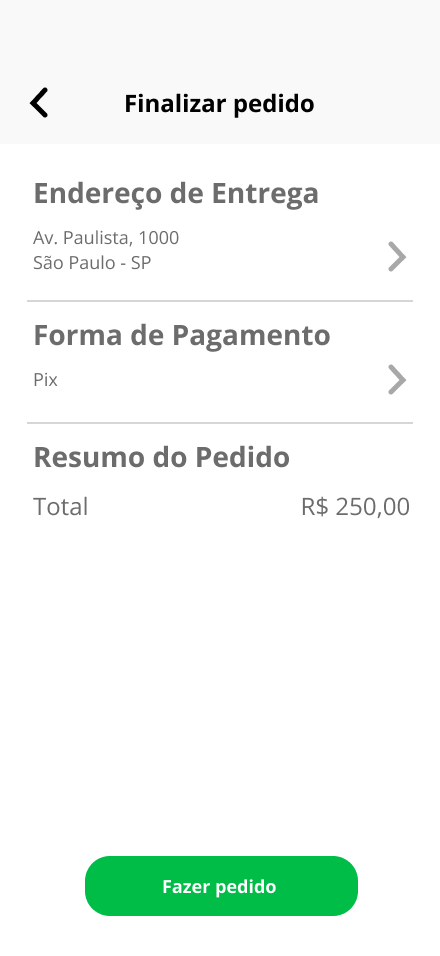 Finalizar pedido
Endereço de Entrega
Av. Paulista, 1000
São Paulo - SP
Forma de Pagamento
Pix
Resumo do Pedido
Total R$ 250,00
Fazer pedido